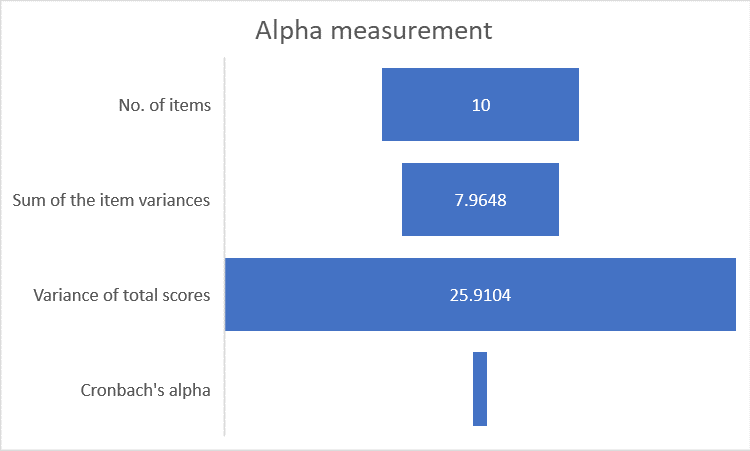 Alpha measurement
No. of items
10
Sum of the item variances
7.9648
Variance of total scores
25.9104
Cronbach's alpha